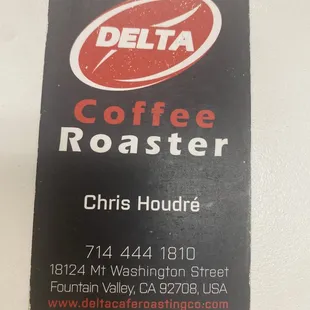 DELTA
Coffee
Roaster
Chris Houdré
714 444 1810
18124 Mt Washington Street
Fountain Valley, CA 92708, USA
www.deltacaferoastingco.com